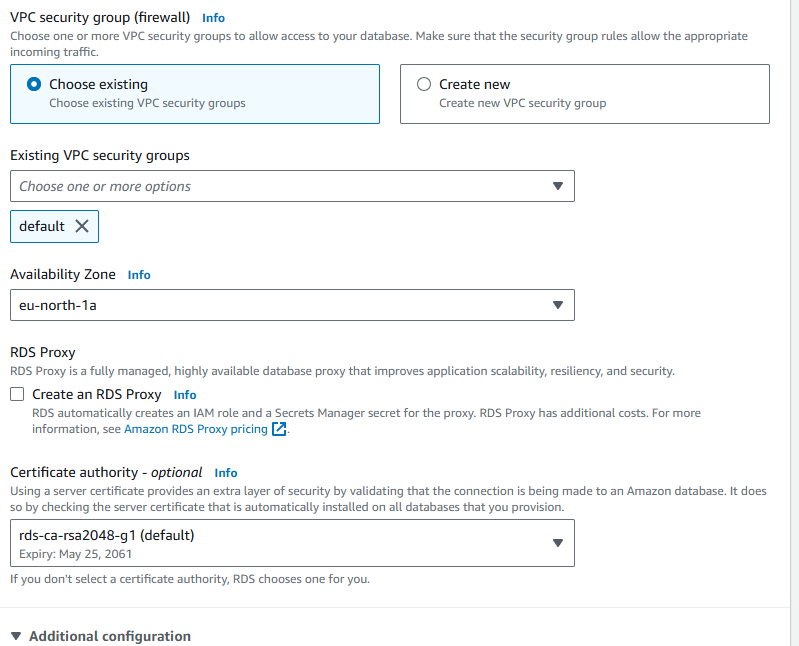 VPC security group (firewall) Info
Choose one or more VPC security groups to allow access to your database. Make sure that the security group rules allow the appropriate
incoming traffic.
Choose existing
Choose existing VPC security groups
Create new
Create new VPC security group
Existing VPC security groups
Choose one or more options
default
Availability Zone Info
eu-north-1a
RDS Proxy
RDS Proxy is a fully managed, highly available database proxy that improves application scalability, resiliency, and security.
Create an RDS Proxy Info
RDS automatically creates an IAM role and a Secrets Manager secret for the proxy. RDS Proxy has additional costs. For more
information, see Amazon RDS Proxy pricing.
Certificate authority - optional Info
Using a server certificate provides an extra layer of security by validating that the connection is being made to an Amazon database. It does
so by checking the server certificate that is automatically installed on all databases that you provision.
rds-ca-rsa2048-g1 (default)
Expiry: May 25, 2061
If you don't select a certificate authority, RDS chooses one for you.
Additional configuration